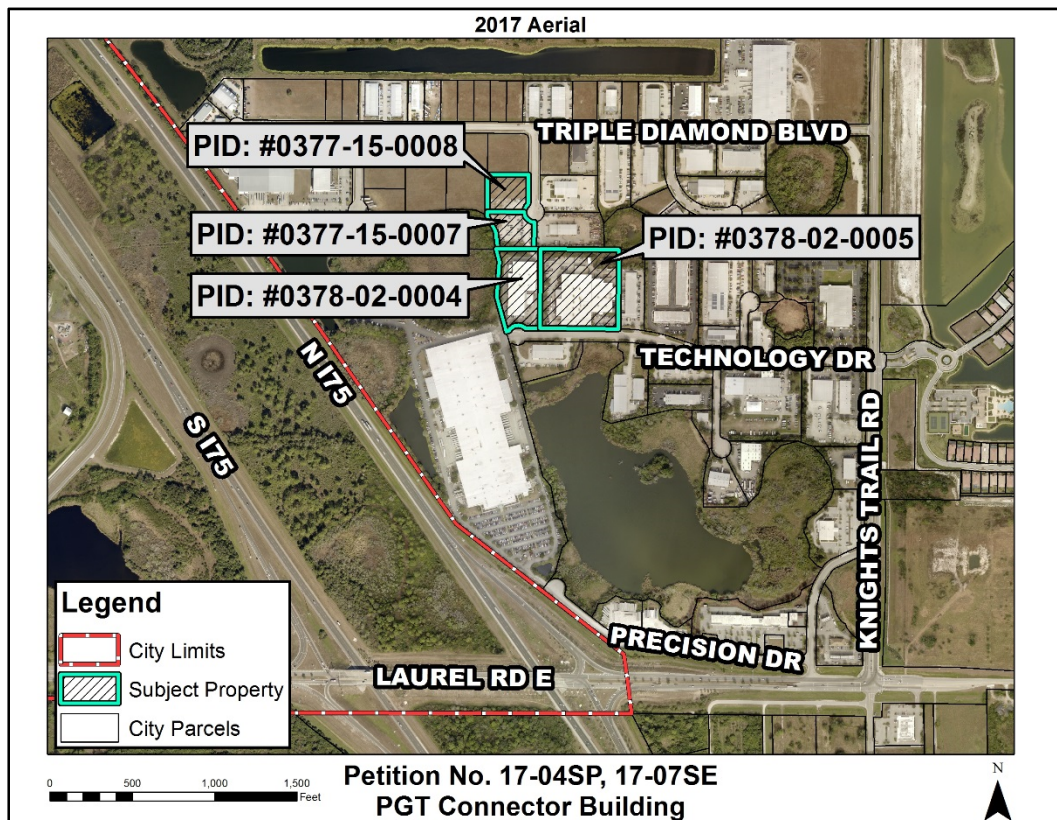 2017 Aerial
TRIPLE DIAMOND BLVD
PID: #0377-15-0008
PID: #0377-15-0007
PID: #0378-02-0005
PID: #0378-02-0004
TECHNOLOGY DR
N I75
S I75
KNIGHTS TRAIL RD
PRECISION DR
LAUREL RD E
Legend
City Limits
Subject Property
City Parcels
0 500 1,000 1,500
Feet
Petition No. 17-04SP, 17-07SE
PGT Connector Building
N